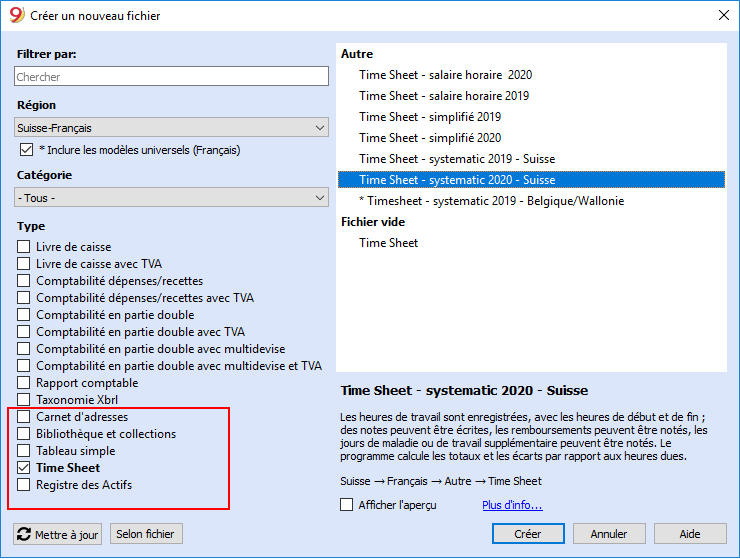 Créer un nouveau fichier
Filtrer par:
Chercher
Région
Suisse-Français
* Inclure les modèles universels (Français)
Catégorie
- Tous -
Type
Livre de caisse
Livre de caisse avec TVA
Comptabilité dépenses/recettes
Comptabilité dépenses/recettes avec TVA
Comptabilité en partie double
Comptabilité en partie double avec TVA
Comptabilité en partie double avec multidevise
Comptabilité en partie double avec multidevise et TVA
Rapport comptable
Taxonomie Xbrl
Carnet d'adresses
Bibliothèque et collections
Tableau simple
Time Sheet
Registre des Actifs
Mettre à jour
Selon fichier
Autre
Time Sheet - salaire horaire  2020
Time Sheet - salaire horaire 2019
Time Sheet - simplifié 2019
Time Sheet - simplifié 2020
Time Sheet - systematic 2019 - Suisse
Time Sheet - systematic 2020 - Suisse
* Timesheet - systematic 2019 - Belgique/Wallonie
Fichier vide
Time Sheet
Time Sheet - systematic 2020 - Suisse
Les heures de travail sont enregistrées, avec les heures de début et de fin ;
des notes peuvent être écrites, les remboursements peuvent être notés, les
jours de maladie ou de travail supplémentaire peuvent être notés. Le
programme calcule les totaux et les écarts par rapport aux heures dues.
Suisse → Français → Autre → Time Sheet
Afficher l'aperçu
Plus d'info...
Créer
Annuler
Aide